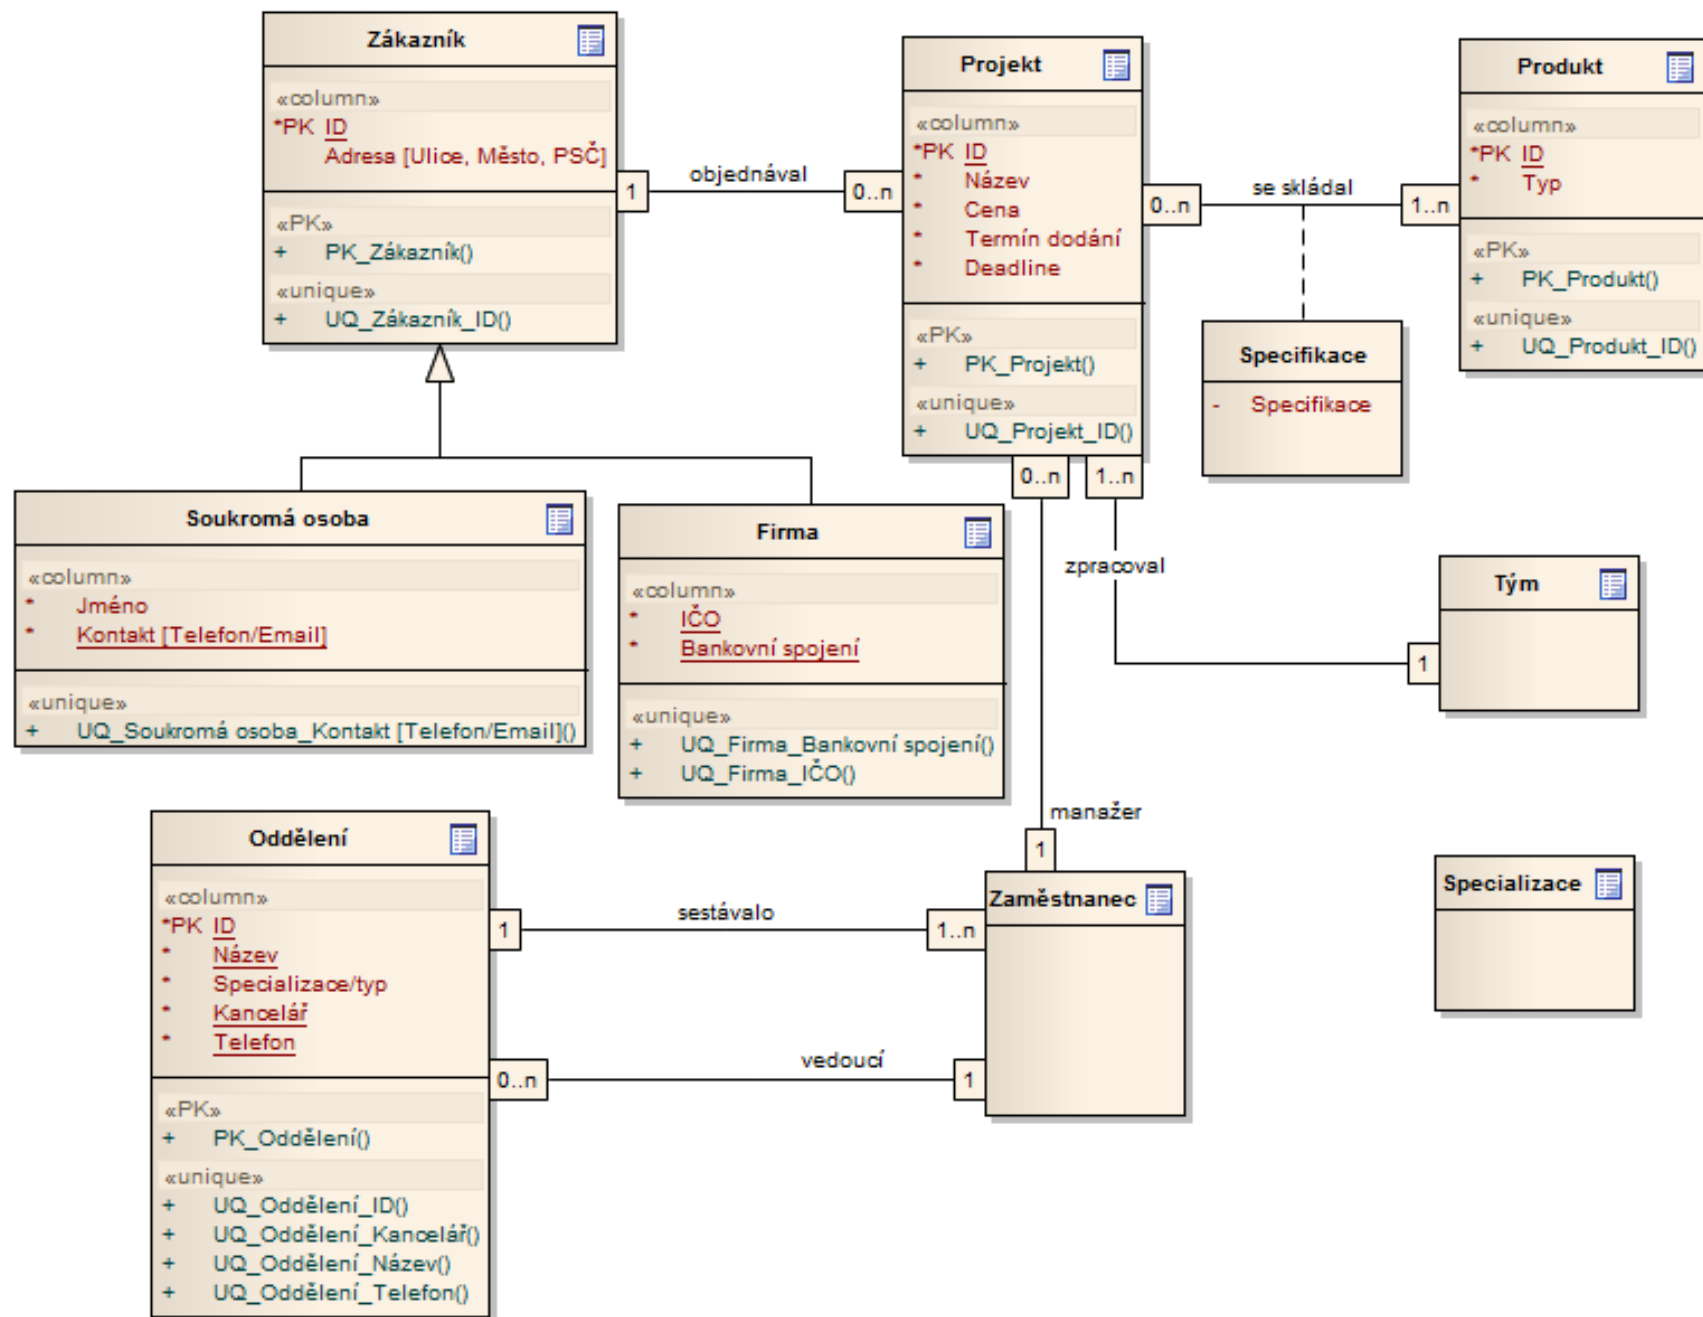 Zákazník
«column»
*PK ID
Adresa [Ulice, Město, PSČ]
«PK»
+ PK_Zákazník()
«unique»
+ UQ_Zákazník_ID()
1
objednával
0..n
Projekt
«column»
*PK ID
* Název
* Cena
* Termín dodání
* Deadline
«PK»
+ PK_Projekt()
«unique»
+ UQ_Projekt_ID()
0..n
se skládal
1..n
Produkt
«column»
*PK ID
* Typ
«PK»
+ PK_Produkt()
«unique»
+ UQ_Produkt_ID()
Specifikace
- Specifikace
0..n
1..n
Soukromá osoba
«column»
* Jméno
* Kontakt [Telefon/Email]
«unique»
+ UQ_Soukromá osoba_Kontakt [Telefon/Email]()
Firma
«column»
* IČO
* Bankovní spojení
«unique»
+ UQ_Firma_Bankovní spojení()
+ UQ_Firma_IČO()
zpracoval
1
Tým
manažer
1
Oddělení
«column»
*PK ID
* Název
* Specializace/typ
* Kancelář
* Telefon
«PK»
+ PK_Oddělení()
«unique»
+ UQ_Oddělení_ID()
+ UQ_Oddělení_Kancelář()
+ UQ_Oddělení_Název()
+ UQ_Oddělení_Telefon()
1
sestávalo
1..n
0..n
vedoucí
1
Zaměstnanec
Specializace